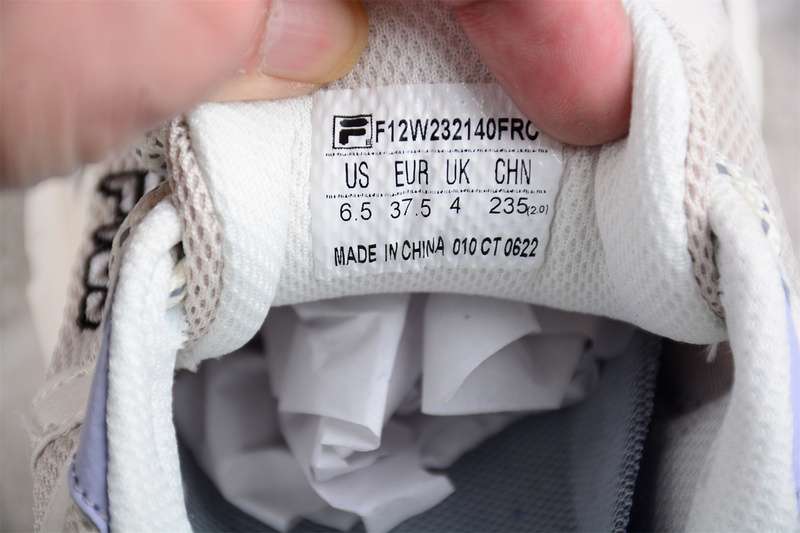 F12W232140FRC
US EUR UK CHN
6.5 37.5 4 235(2.0)
MADE IN CHINA 010 CT 0622